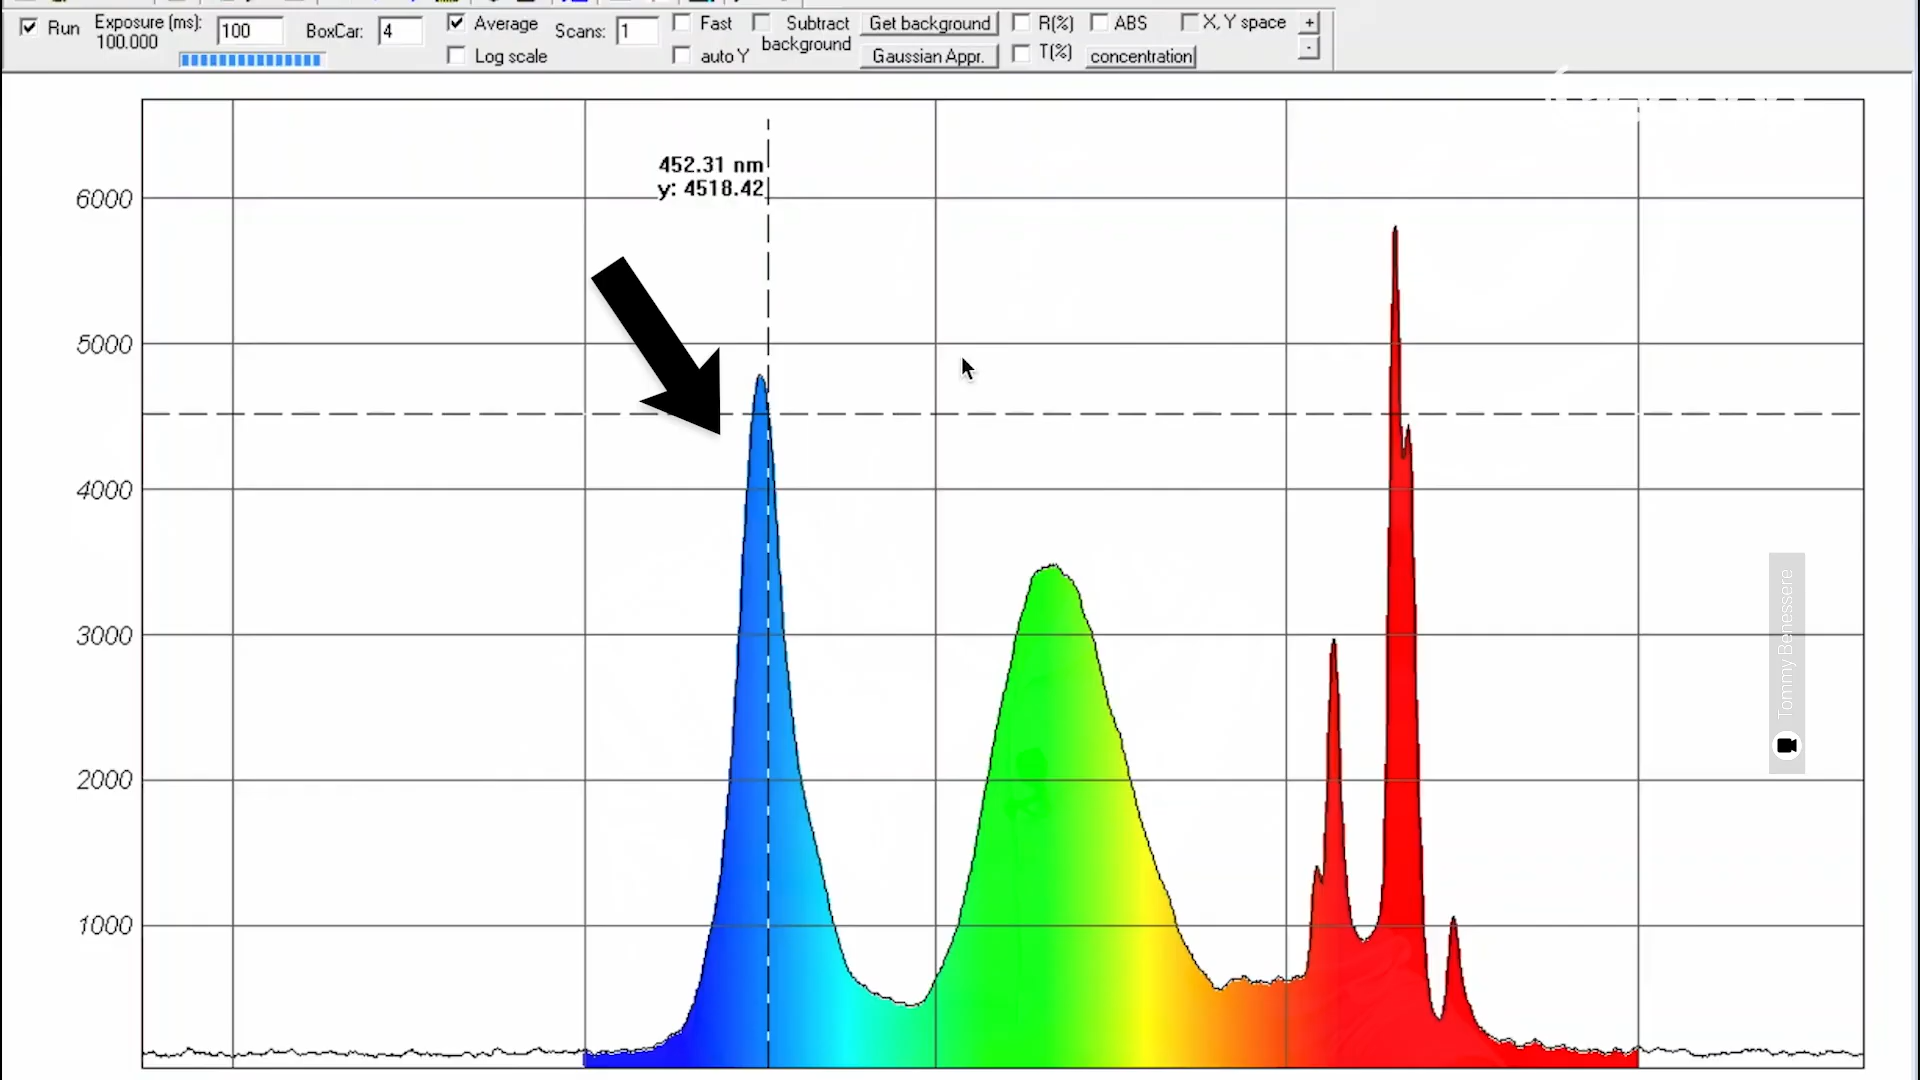 Run
Exposure (ms):
100.000
100
BoxCar:
4
Average
Log scale
Scans:
1
Fast
auto Y
Subtract
background
Get background
Gaussian Appr.
R(%)
T(%)
ABS
concentration
X, Y space
+
-
452.31 nm
y: 4518.42
6000
5000
4000
3000
2000
1000
Tommy Benessere